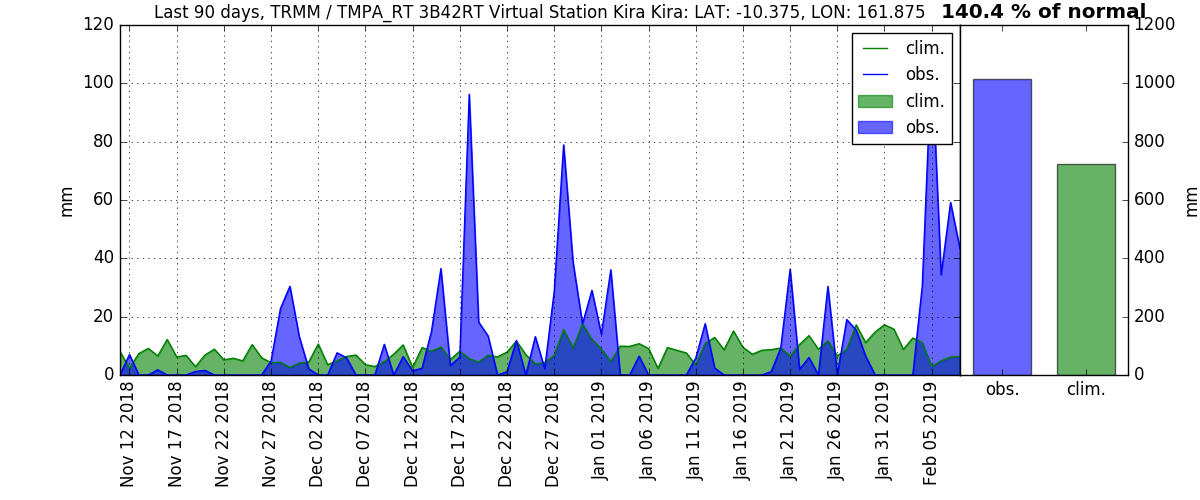 Last 90 days, TRMM / TMPA_RT 3B42RT Virtual Station Kira Kira: LAT: -10.375, LON: 161.875 140.4 % of normal
120
100
80
60
40
20
0
mm
clim.
obs.
clim.
obs.
1200
1000
800
600
400
200
0
mm
obs.
clim.
Nov 12 2018
Nov 17 2018
Nov 22 2018
Nov 27 2018
Dec 02 2018
Dec 07 2018
Dec 12 2018
Dec 17 2018
Dec 22 2018
Dec 27 2018
Jan 01 2019
Jan 06 2019
Jan 11 2019
Jan 16 2019
Jan 21 2019
Jan 26 2019
Jan 31 2019
Feb 05 2019